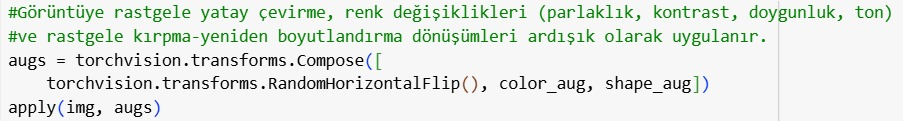 #Görüntüye rastgele yatay çevirme, renk değişiklikleri (parlaklık, kontrast, doygunluk, ton)
#ve rastgele kırpma-yeniden boyutlandırma dönüşümleri ardışık olarak uygulanır.
augs = torchvision.transforms.Compose([
    torchvision.transforms.RandomHorizontalFlip(), color_aug, shape_aug])
apply(img, augs)